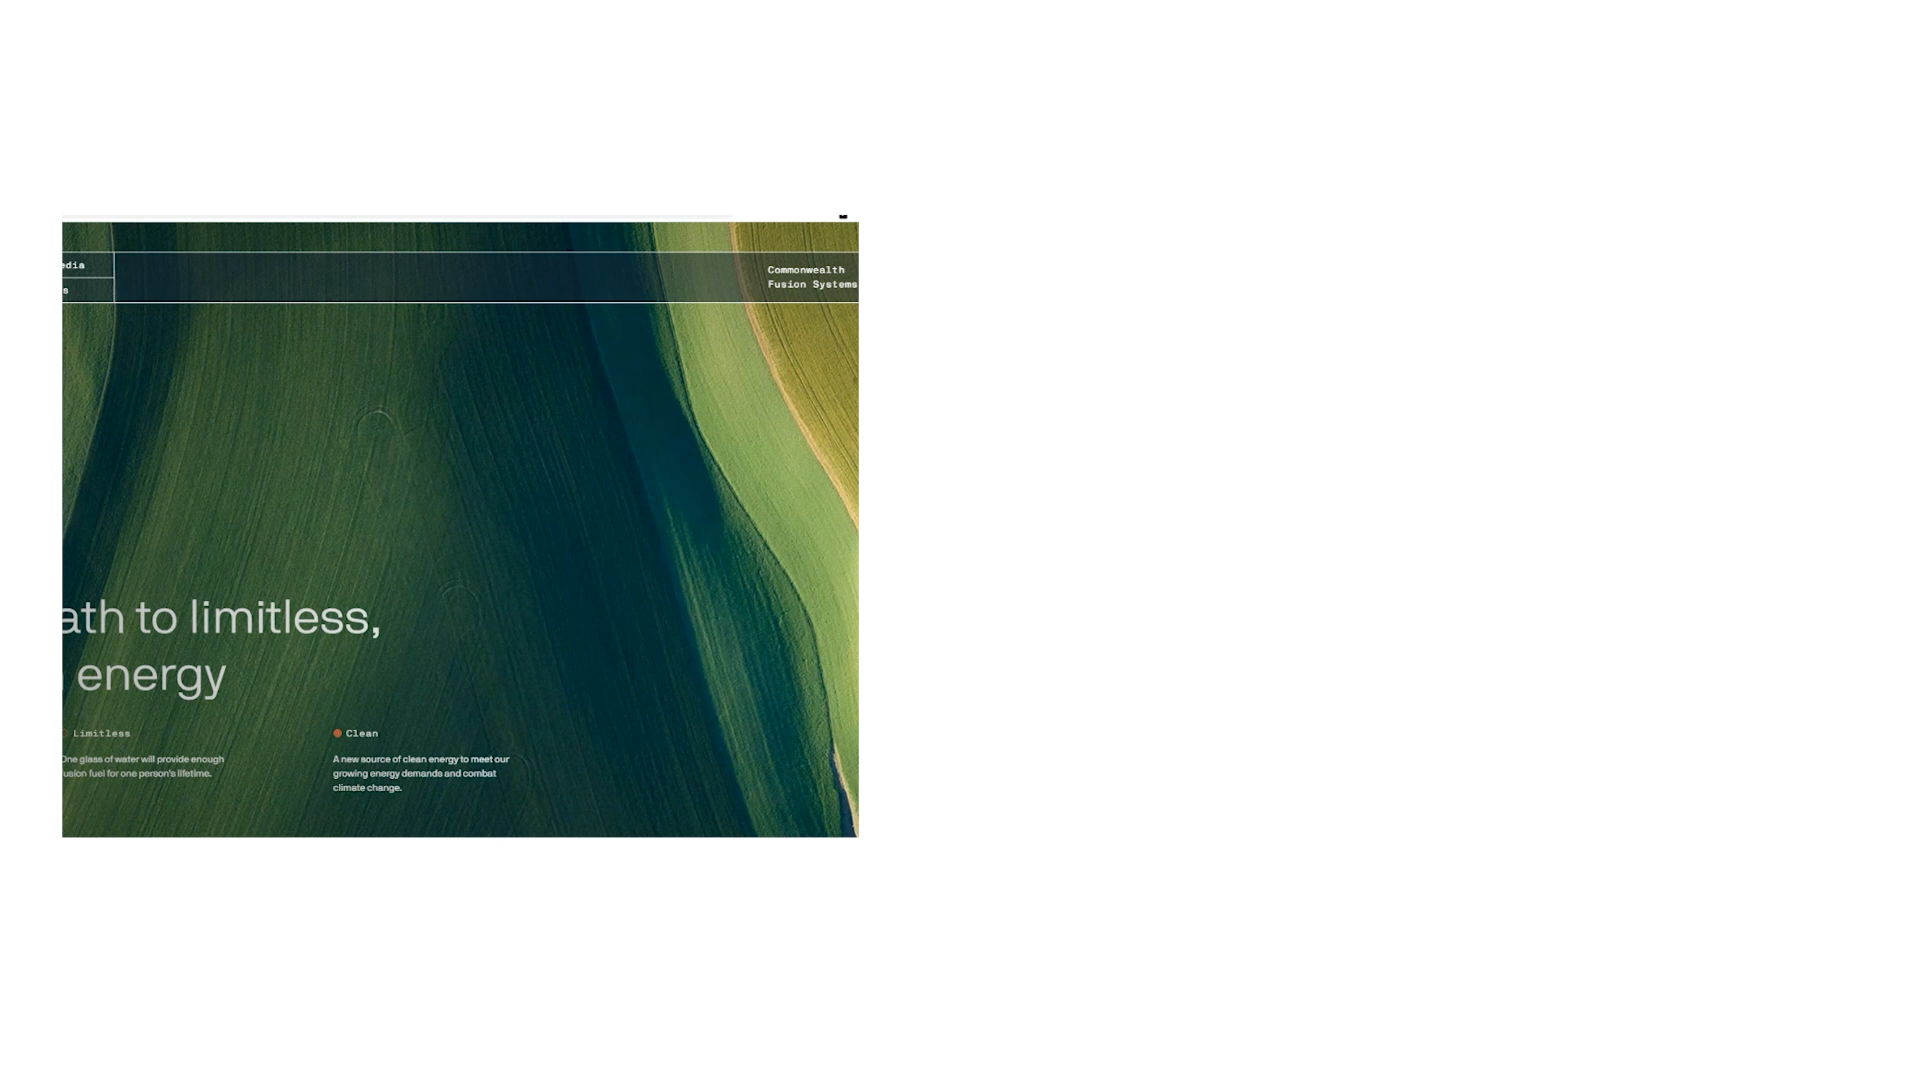 edia
s
Commonwealth
Fusion Systems
ath to limitless,
energy
Limitless
One glass of water will provide enough
fusion fuel for one person's lifetime.
Clean
A new source of clean energy to meet our
growing energy demands and combat
climate change.